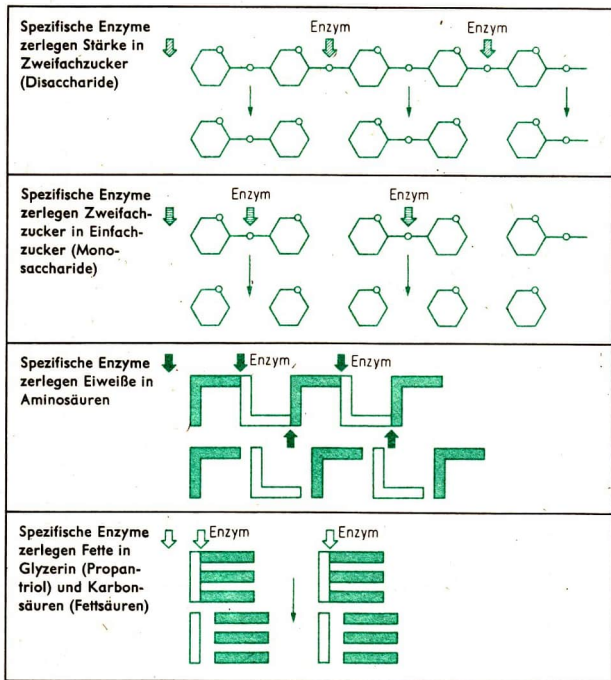 Spezifische Enzyme
zerlegen Stärke in
Zweifachzucker
(Disaccharide)
Enzym
Enzym
Spezifische Enzyme
zerlegen Zweifach-
zucker in Einfach-
zucker (Mono-
saccharide)
Enzym
Enzym
Spezifische Enzyme
zerlegen Eiweiße in
Aminosäuren
Enzym
Enzym
Spezifische Enzyme
zerlegen Fette in
Glyzerin (Propan-
triol) und Karbon-
säuren (Fettsäuren)
Enzym
Enzym